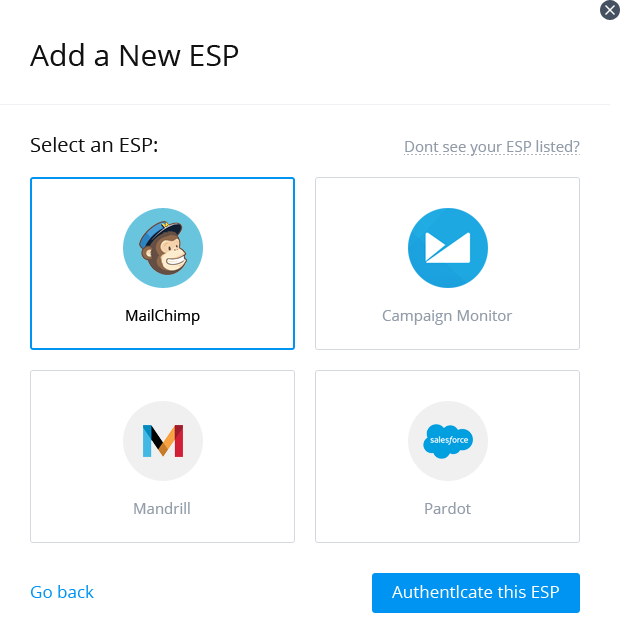 Add a New ESP
Select an ESP:
Dont see your ESP listed?
MailChimp
Campaign Monitor
salesforce
Mandrill
Pardot
Go back
Authentlcate this ESP